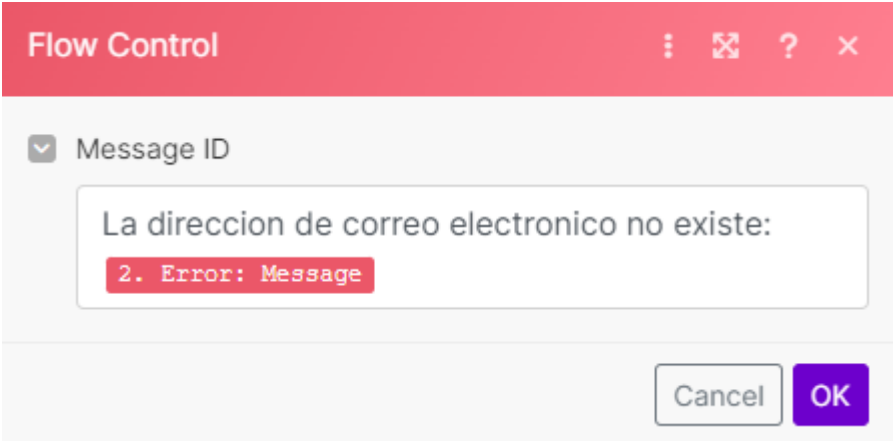 Flow Control
?
Message ID
La direccion de correo electronico no existe:
2. Error: Message
Cancel
OK